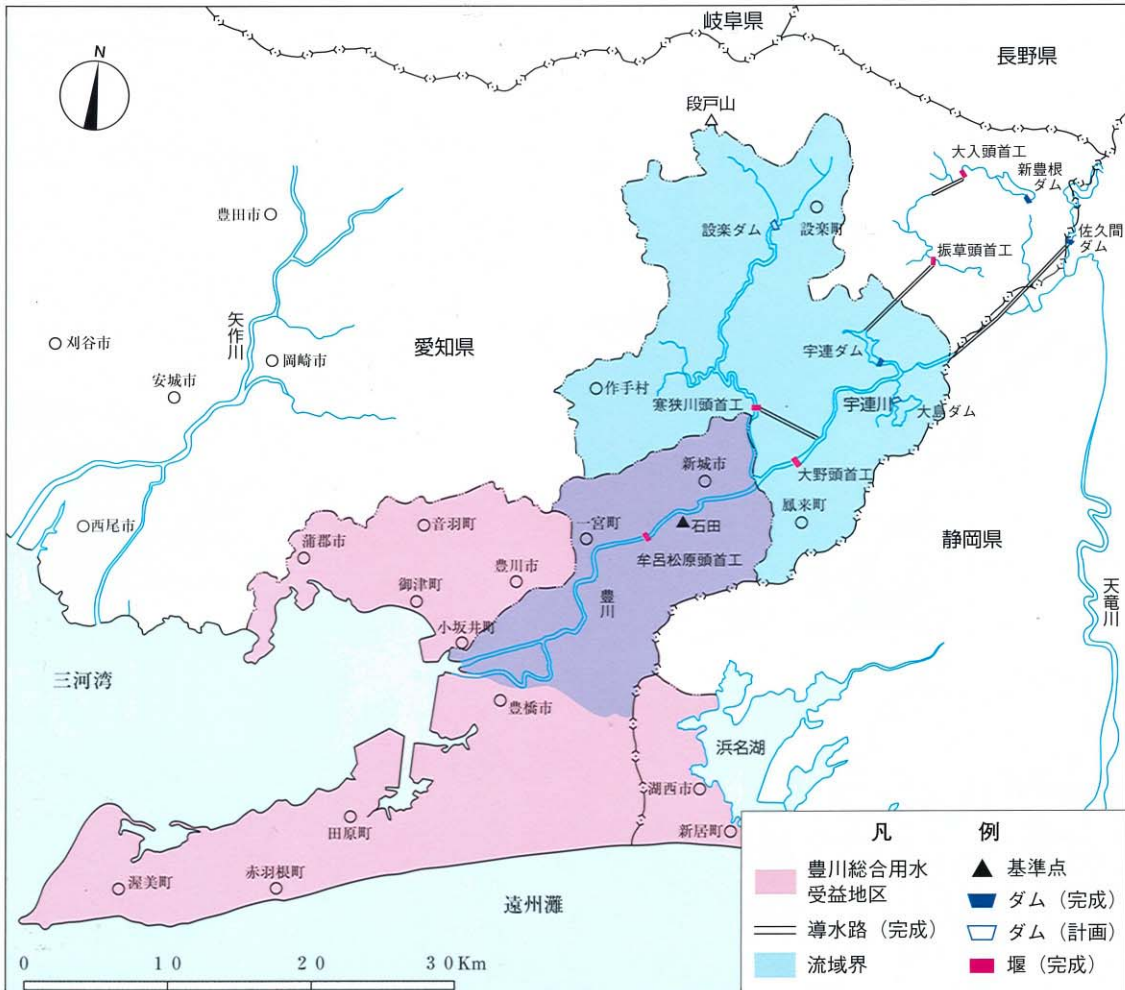 岐阜県
長野県
N
段戸山
大入頭首工
新豊根
ダム
豊田市
設楽ダム
設楽町
佐久間
ダム
振草頭首工
矢作川
刈谷市
愛知県
岡崎市
宇連ダム
安城市
作手村
寒狭川頭首工
宇連川
大島ダム
新城市
大野頭首工
西尾市
音羽町
一宮町
石田
鳳来町
静岡県
蒲郡市
牟呂松原頭首工
豊川市
御津町
豊川
天竜川
小坂井町
三河湾
豊橋市
浜名湖
湖西市
田原町
新居町
渥美町
赤羽根町
遠州灘
凡例
豊川総合用水
受益地区
導水路（完成）
流域界
基準点
ダム（完成）
ダム（計画）
堰（完成）
0 10 20 30Km